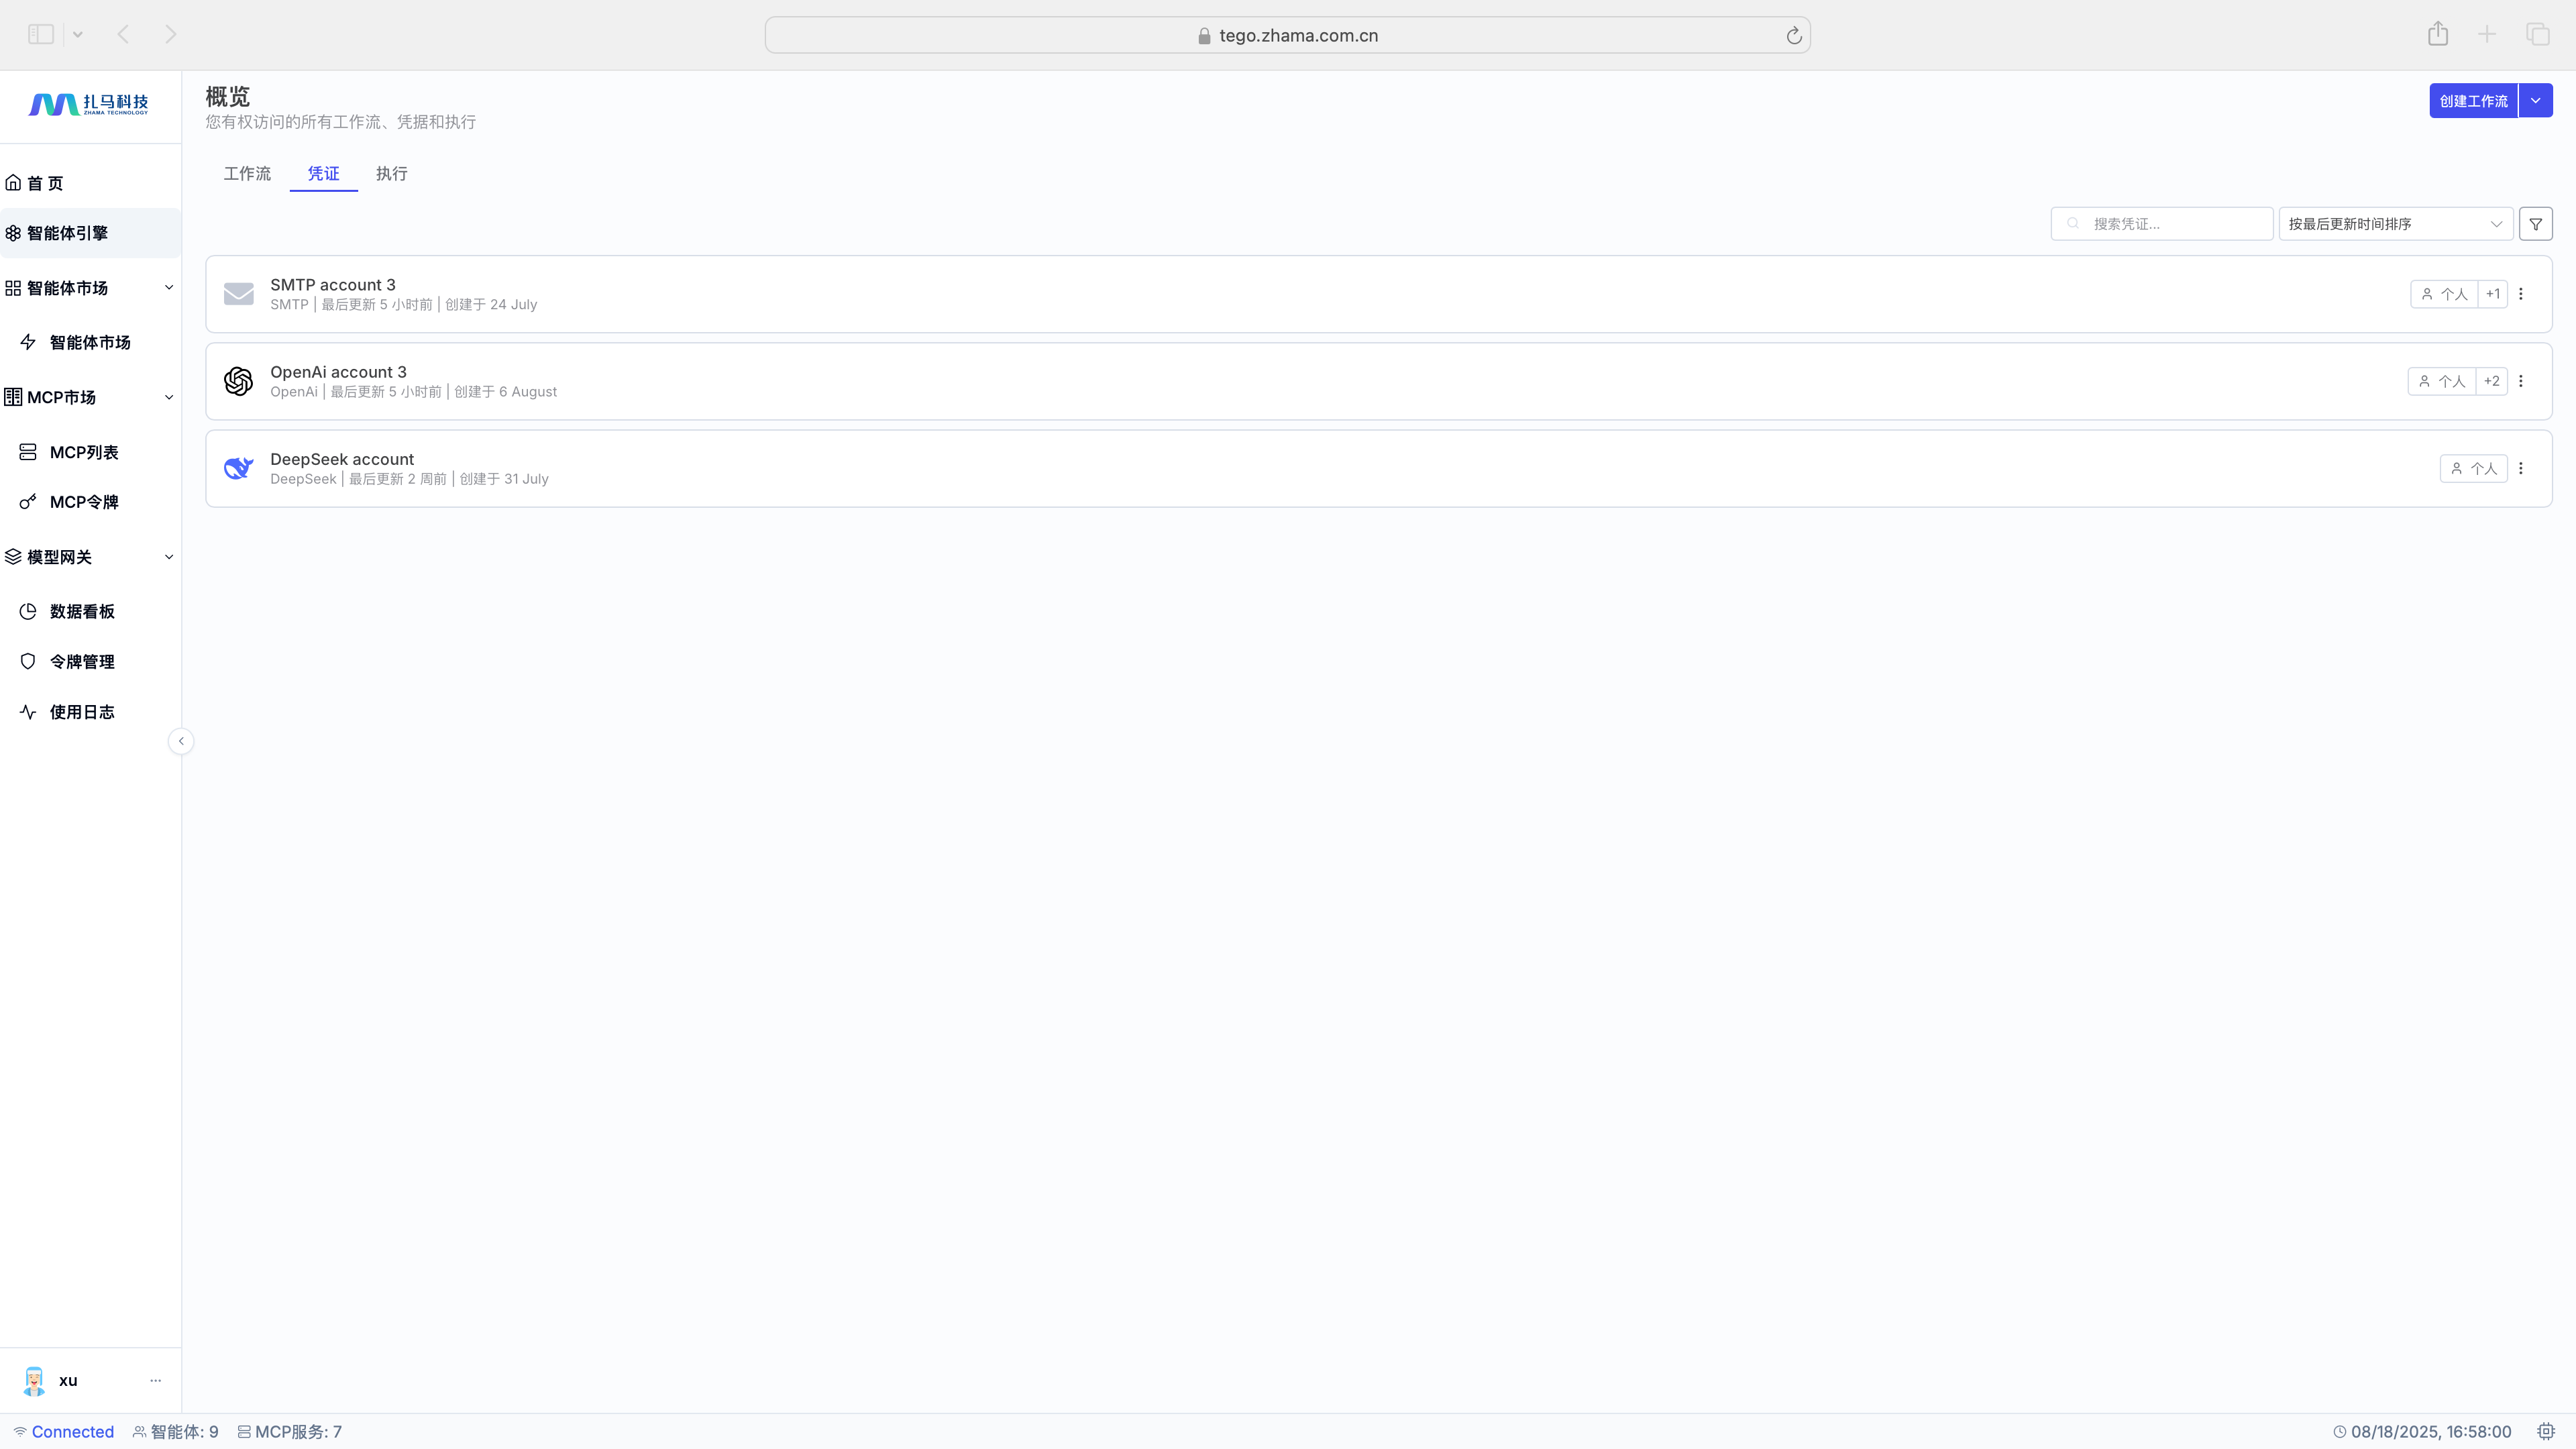 tego.zhama.com.cn
扎马科技
ZHAMA TECHNOLOGY
首 页
智能体引擎
智能体市场
智能体市场
MCP市场
MCP列表
MCP令牌
模型网关
数据看板
令牌管理
使用日志
xu
概览
您有权访问的所有工作流、凭据和执行
创建工作流
工作流 凭证 执行
搜索凭证...
按最后更新时间排序
SMTP account 3
SMTP | 最后更新 5 小时前 | 创建于 24 July
个人 +1
OpenAi account 3
OpenAi | 最后更新 5 小时前 | 创建于 6 August
个人 +2
DeepSeek account
DeepSeek | 最后更新 2 周前 | 创建于 31 July
个人
Connected 智能体: 9 MCP服务: 7
08/18/2025, 16:58:00